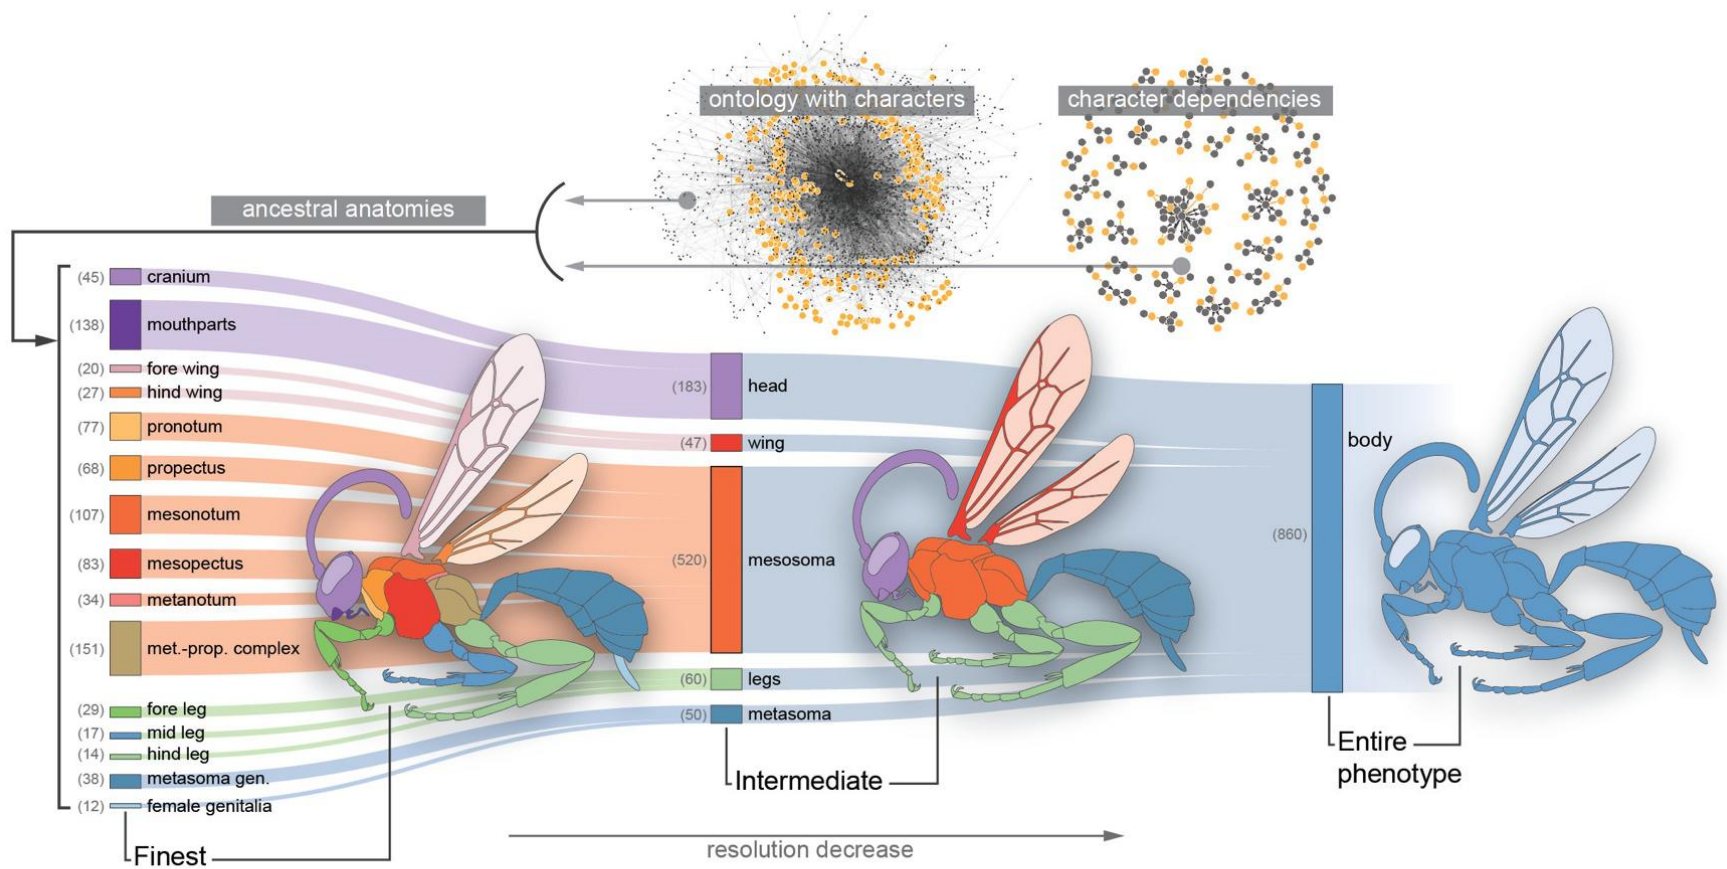 ontology with characters
character dependencies
ancestral anatomies
(45) cranium
(138) mouthparts
(20) fore wing
(27) hind wing
(77) pronotum
(68) propectus
(107) mesonotum
(83) mesopectus
(34) metanotum
(151) met.-prop. complex
(29) fore leg
(17) mid leg
(14) hind leg
(38) metasoma gen.
(12) female genitalia
Finest
(183) head
(47) wing
(520) mesosoma
(60) legs
(50) metasoma
Intermediate
(860) body
Entire
phenotype
resolution decrease